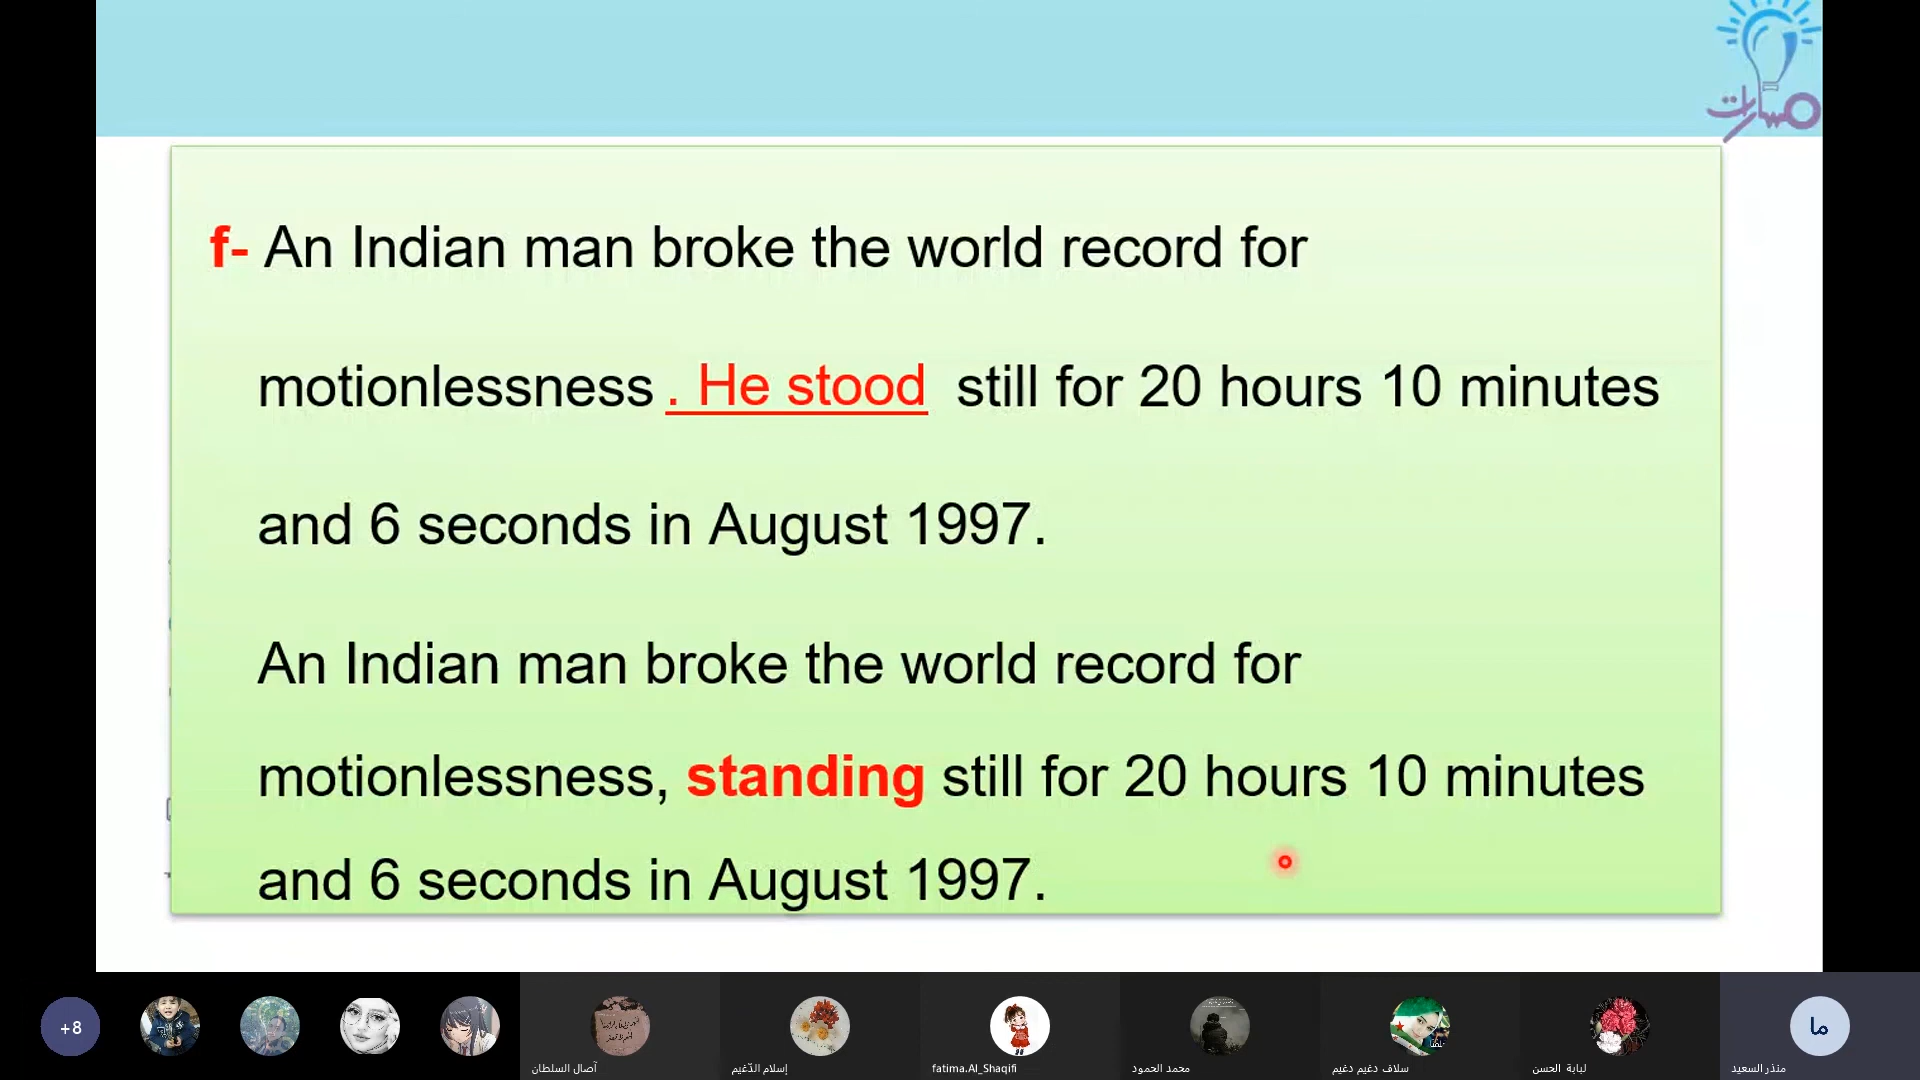 مسارات
f- An Indian man broke the world record for
motionlessness . He stood still for 20 hours 10 minutes
and 6 seconds in August 1997.
An Indian man broke the world record for
motionlessness, standing still for 20 hours 10 minutes
and 6 seconds in August 1997.
+8
آصال السلطان
إسلام الدّغيم
fatima.Al_Shaqifi
محمد الحمود
سلاف دغيم دغيم
لبابة الحسن
ما
منذر السعيد